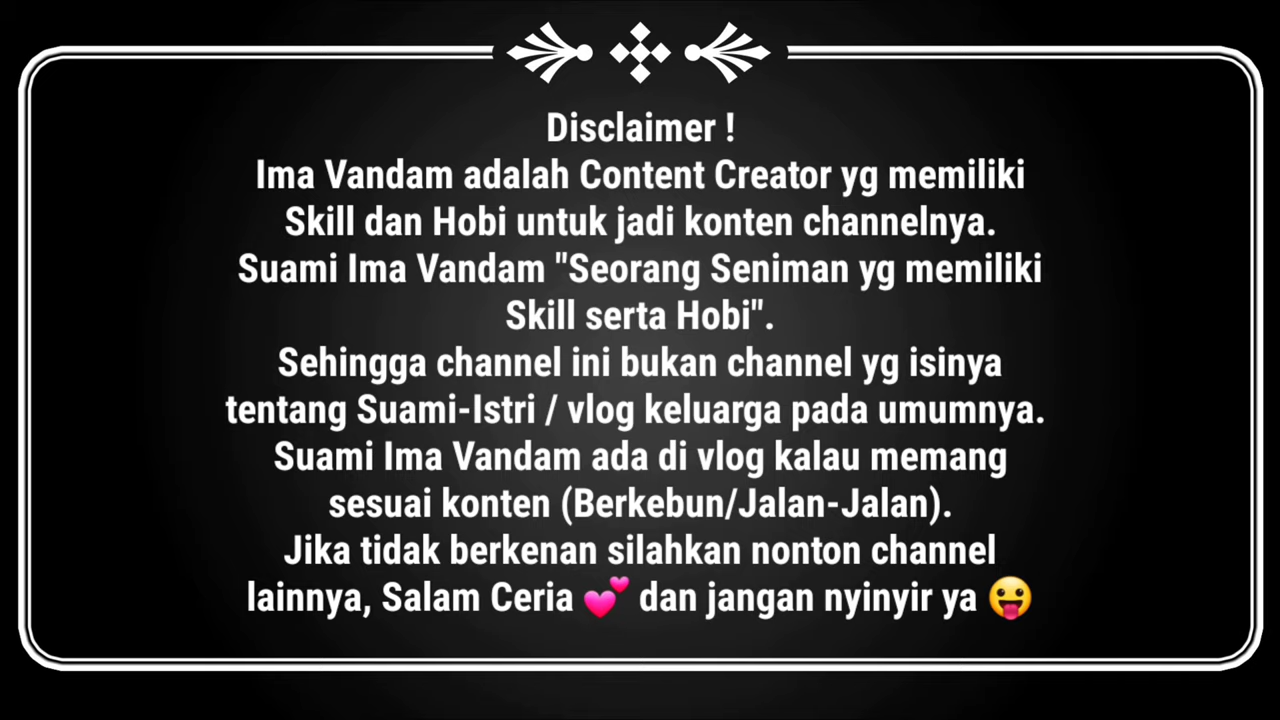 Disclaimer !
Ima Vandam adalah Content Creator yg memiliki
Skill dan Hobi untuk jadi konten channelnya.
Suami Ima Vandam "Seorang Seniman yg memiliki
Skill serta Hobi".
Sehingga channel ini bukan channel yg isinya
tentang Suami-Istri / vlog keluarga pada umumnya.
Suami Ima Vandam ada di vlog kalau memang
sesuai konten (Berkebun/Jalan-Jalan).
Jika tidak berkenan silahkan nonton channel
lainnya, Salam Ceria 💕 dan jangan nyinyir ya 😛